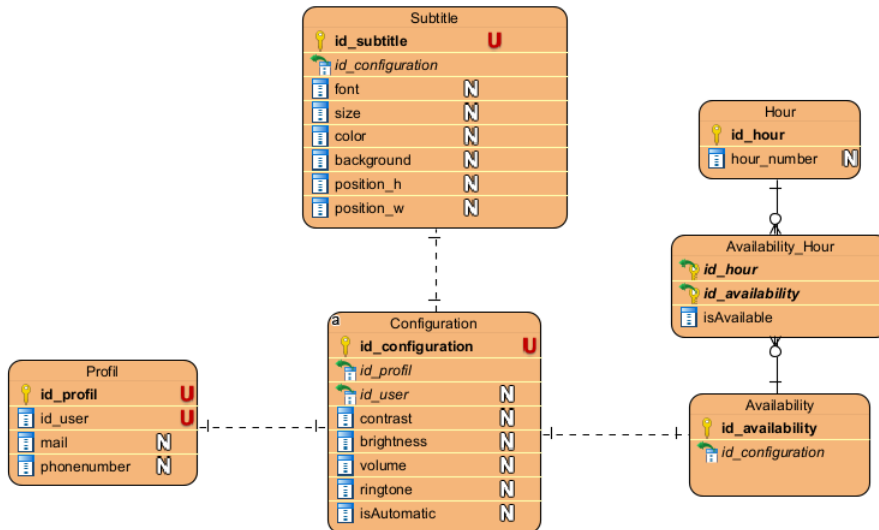 Subtitle
id_subtitle U
id_configuration
font N
size N
color N
background N
position_h N
position_w N
Hour
id_hour
hour_number N
Availability_Hour
id_hour
id_availability
isAvailable
a Configuration
id_configuration U
id_profil
id_user N
contrast N
brightness N
volume N
ringtone N
isAutomatic N
Profil
id_profil U
id_user U
mail N
phonenumber N
Availability
id_availability
id_configuration